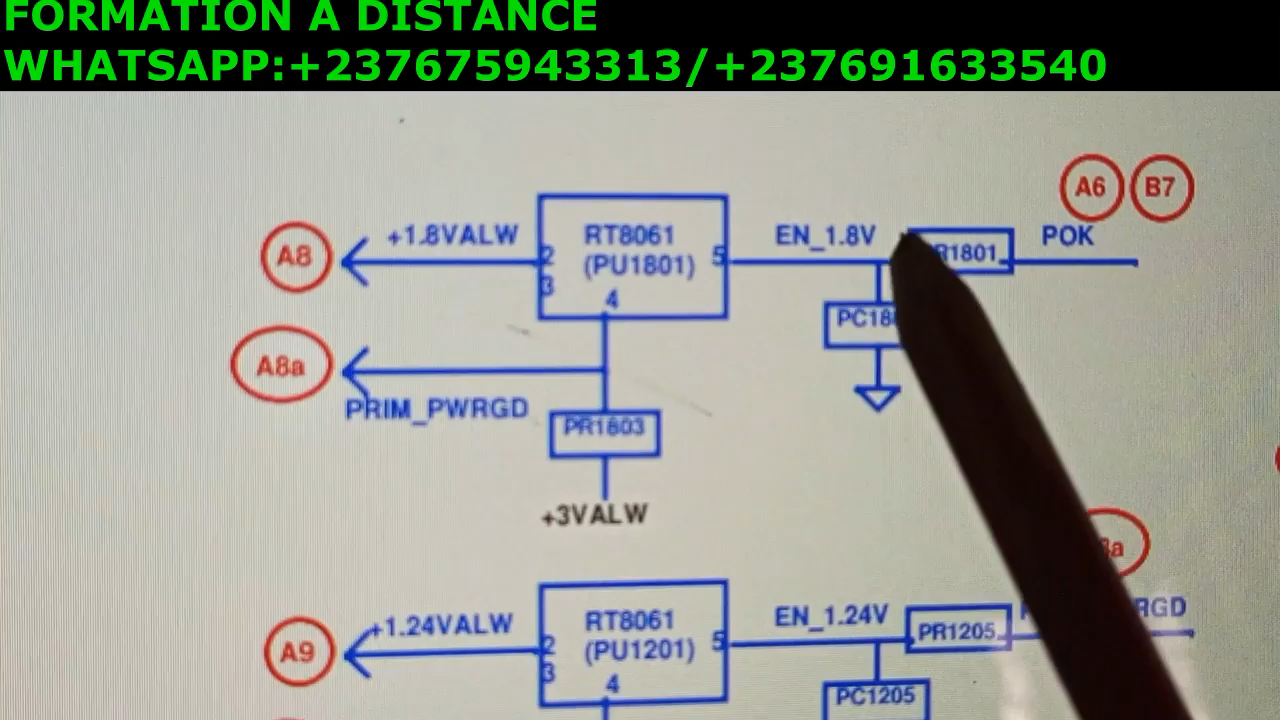 FORMATION A DISTANCE
WHATSAPP:+237675943313/+237691633540
A6 B7
+1.8VALW RT8061 EN_1.8V POK
A8 2 (PU1801) 5
3 4
A8a
PRIM_PWRGD PR1803
+3VALW
+1.24VALW RT8061 EN_1.24V
A9 2 (PU1201) 5 PR1205
3 4 PC1205